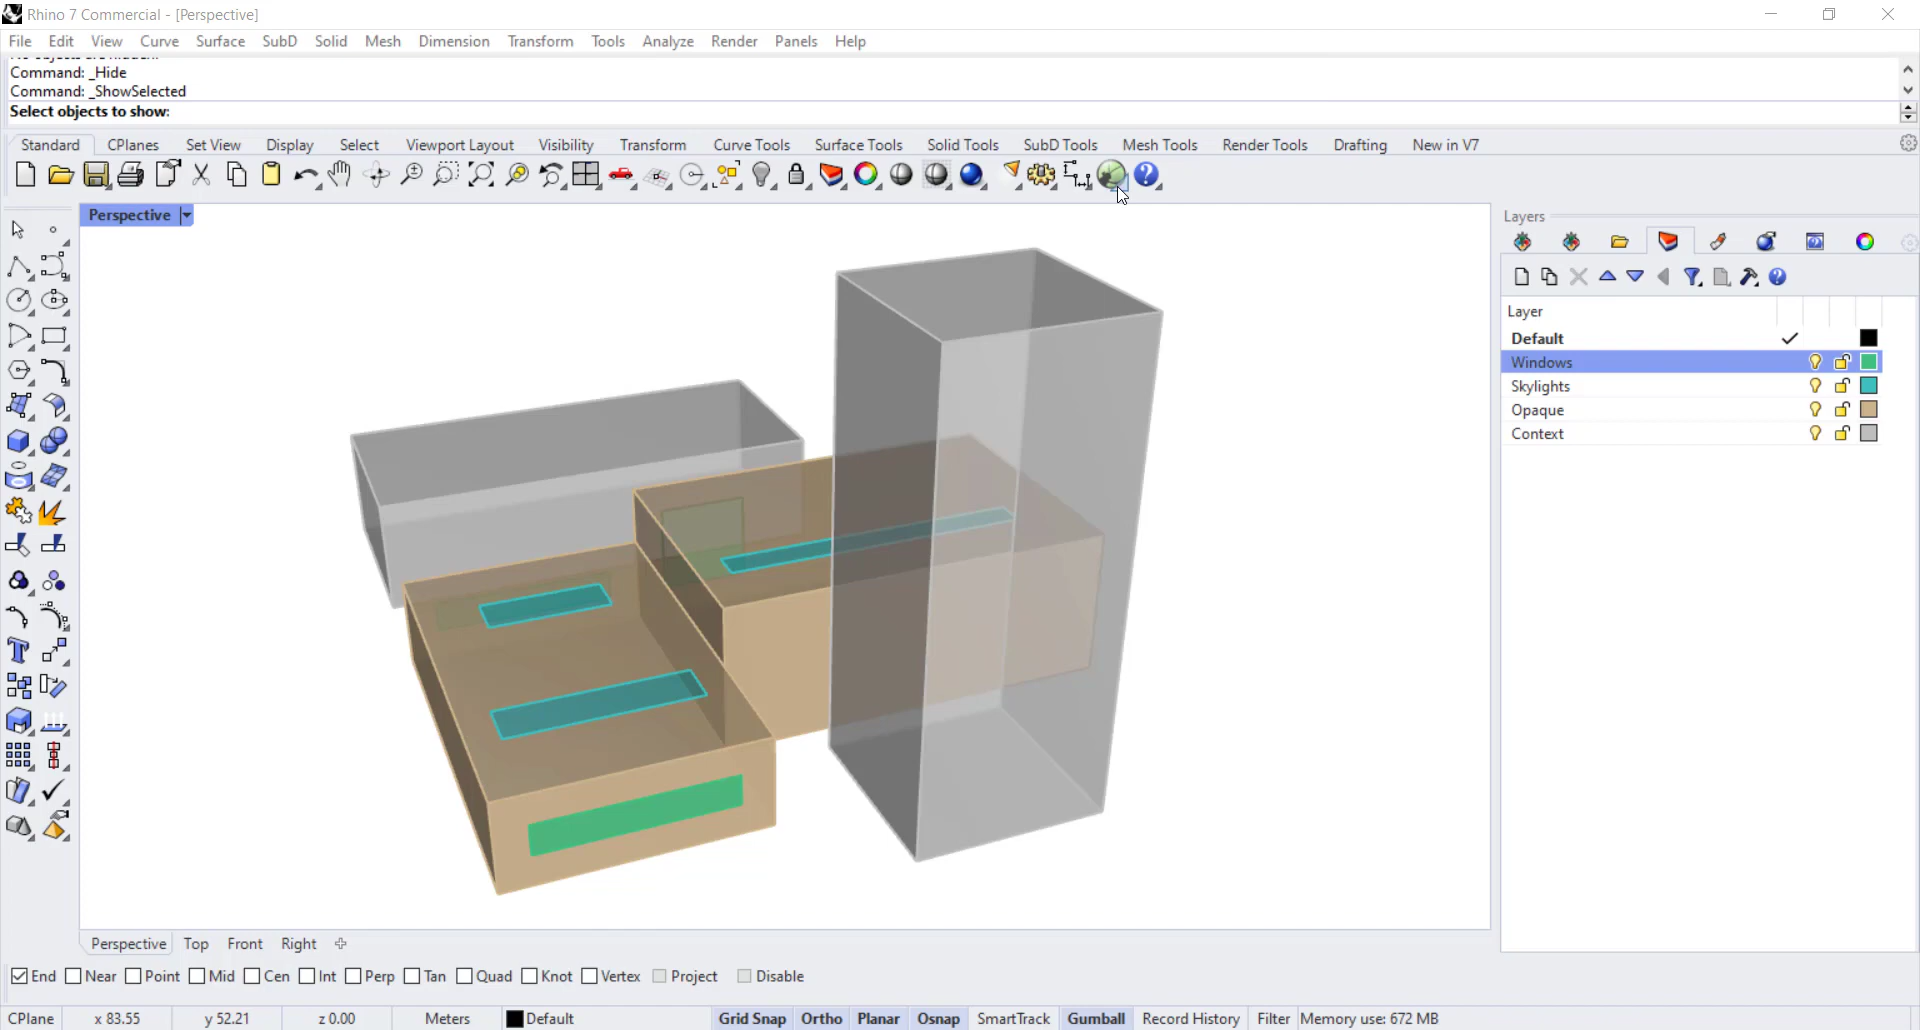 Rhino 7 Commercial - [Perspective]
File Edit View Curve Surface SubD Solid Mesh Dimension Transform Tools Analyze Render Panels Help
Command: _Hide
Command: _ShowSelected
Select objects to show:
Standard CPlanes Set View Display Select Viewport Layout Visibility Transform Curve Tools Surface Tools Solid Tools SubD Tools Mesh Tools Render Tools Drafting New in V7
Perspective
Layers
Layer
Default
Windows
Skylights
Opaque
Context
Perspective Top Front Right
End Near Point Mid Cen Int Perp Tan Quad Knot Vertex Project Disable
CPlane x 83.55 y 52.21 z 0.00 Meters Default Grid Snap Ortho Planar Osnap SmartTrack Gumball Record History Filter Memory use: 672 MB